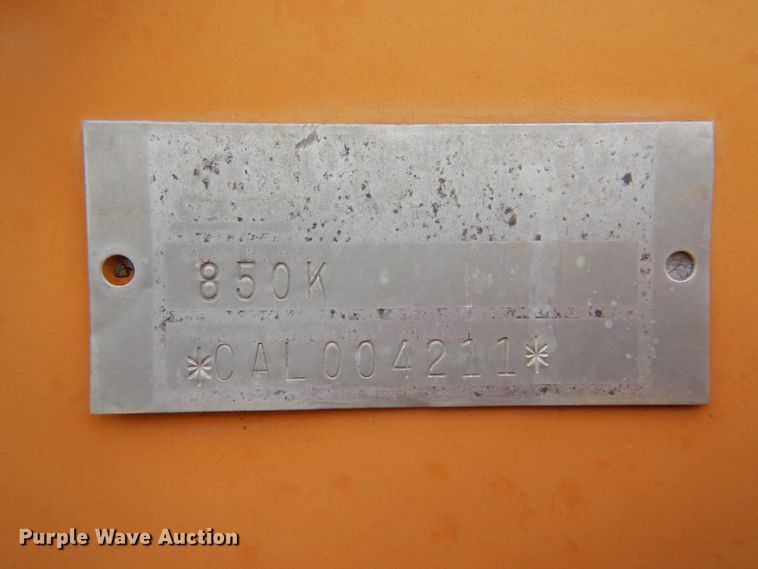 850K
*CAL004211*
Purple Wave Auction